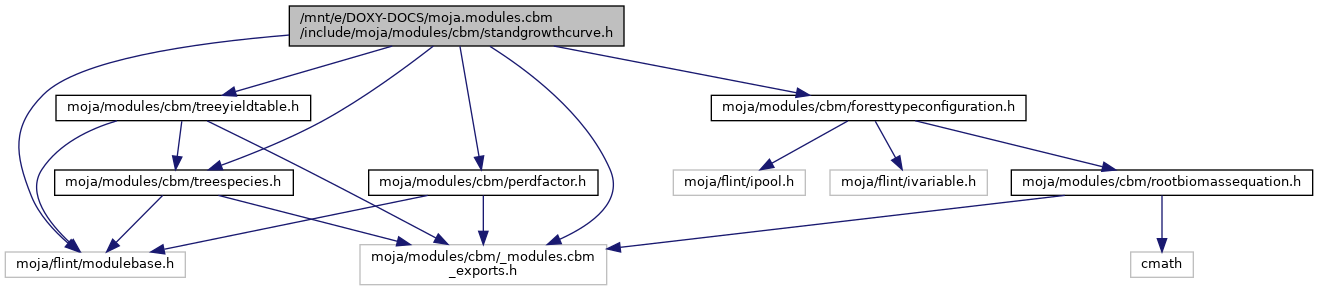 /mnt/e/DOXY-DOCS/moja.modules.cbm
/include/moja/modules/cbm/standgrowthcurve.h
moja/modules/cbm/treeyieldtable.h
moja/modules/cbm/foresttypeconfiguration.h
moja/modules/cbm/treespecies.h
moja/modules/cbm/perdfactor.h
moja/flint/ipool.h
moja/flint/ivariable.h
moja/modules/cbm/rootbiomassequation.h
moja/flint/modulebase.h
moja/modules/cbm/_modules.cbm
_exports.h
cmath